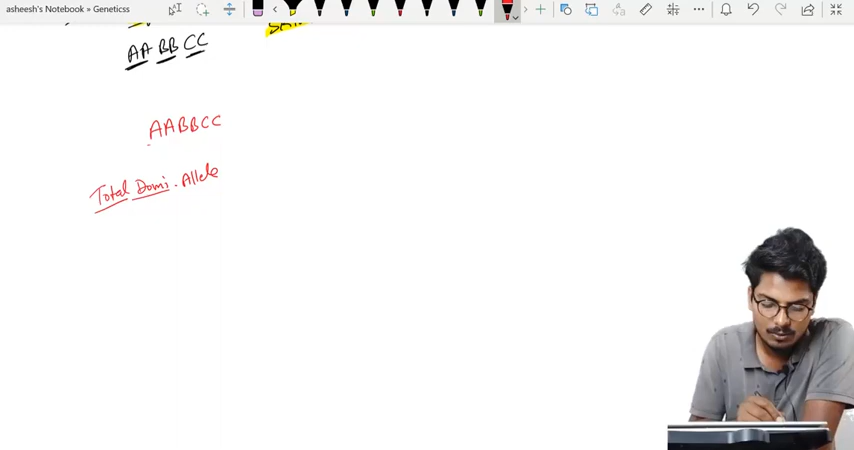 asheesh's Notebook » Geneticss
AA BB CC
AABBCC
Total Domi. Allele